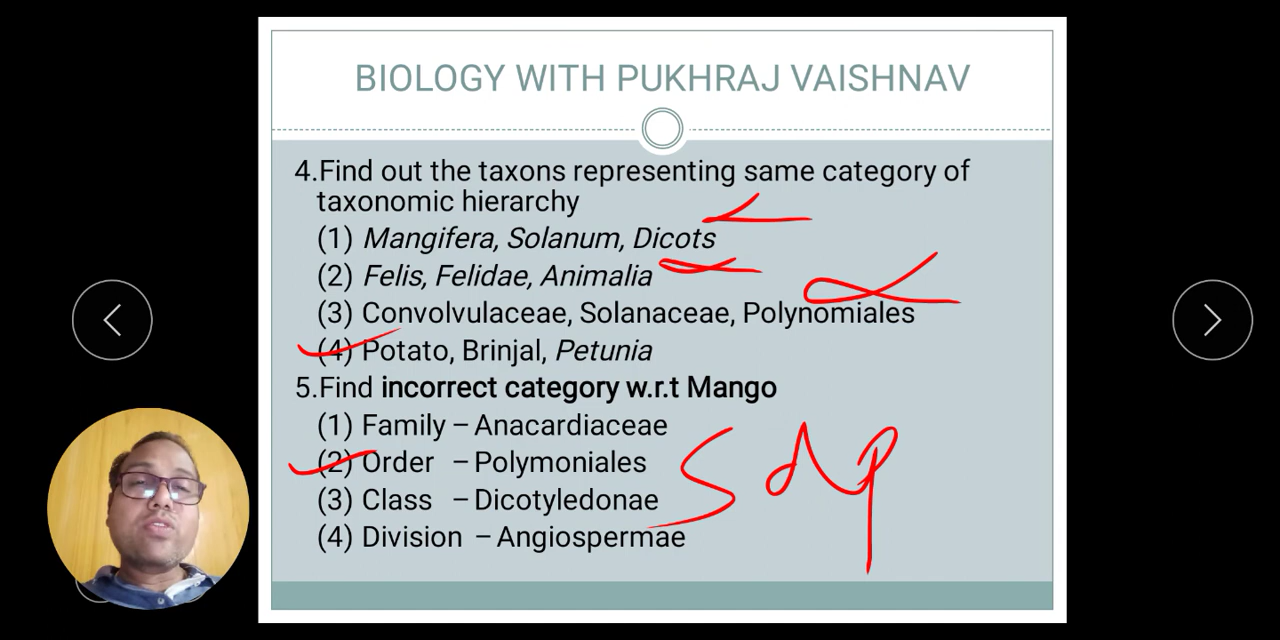 BIOLOGY WITH PUKHRAJ VAISHNAV
4.Find out the taxons representing same category of
taxonomic hierarchy
(1) Mangifera, Solanum, Dicots
(2) Felis, Felidae, Animalia
(3) Convolvulaceae, Solanaceae, Polynomiales
(4) Potato, Brinjal, Petunia
5.Find incorrect category w.r.t Mango
(1) Family – Anacardiaceae
(2) Order – Polymoniales
(3) Class – Dicotyledonae
(4) Division – Angiospermae